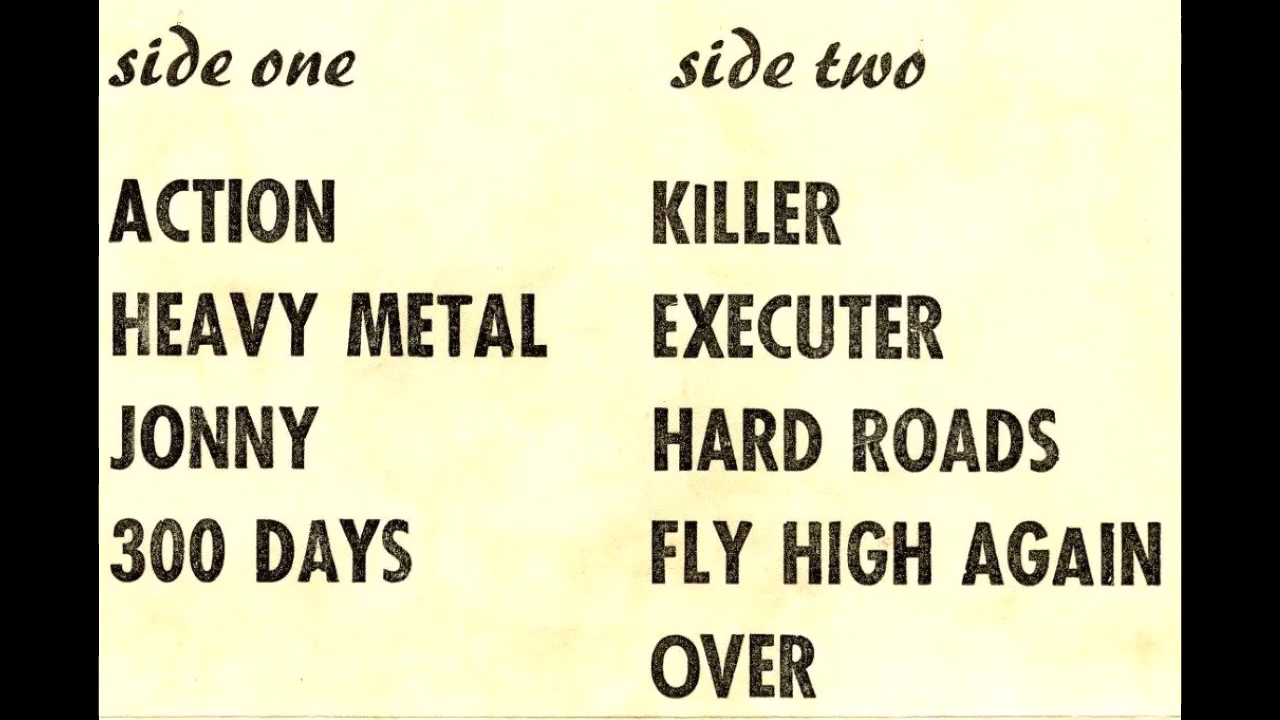 side one
ACTION
HEAVY METAL
JONNY
300 DAYS
side two
KILLER
EXECUTER
HARD ROADS
FLY HIGH AGAIN
OVER